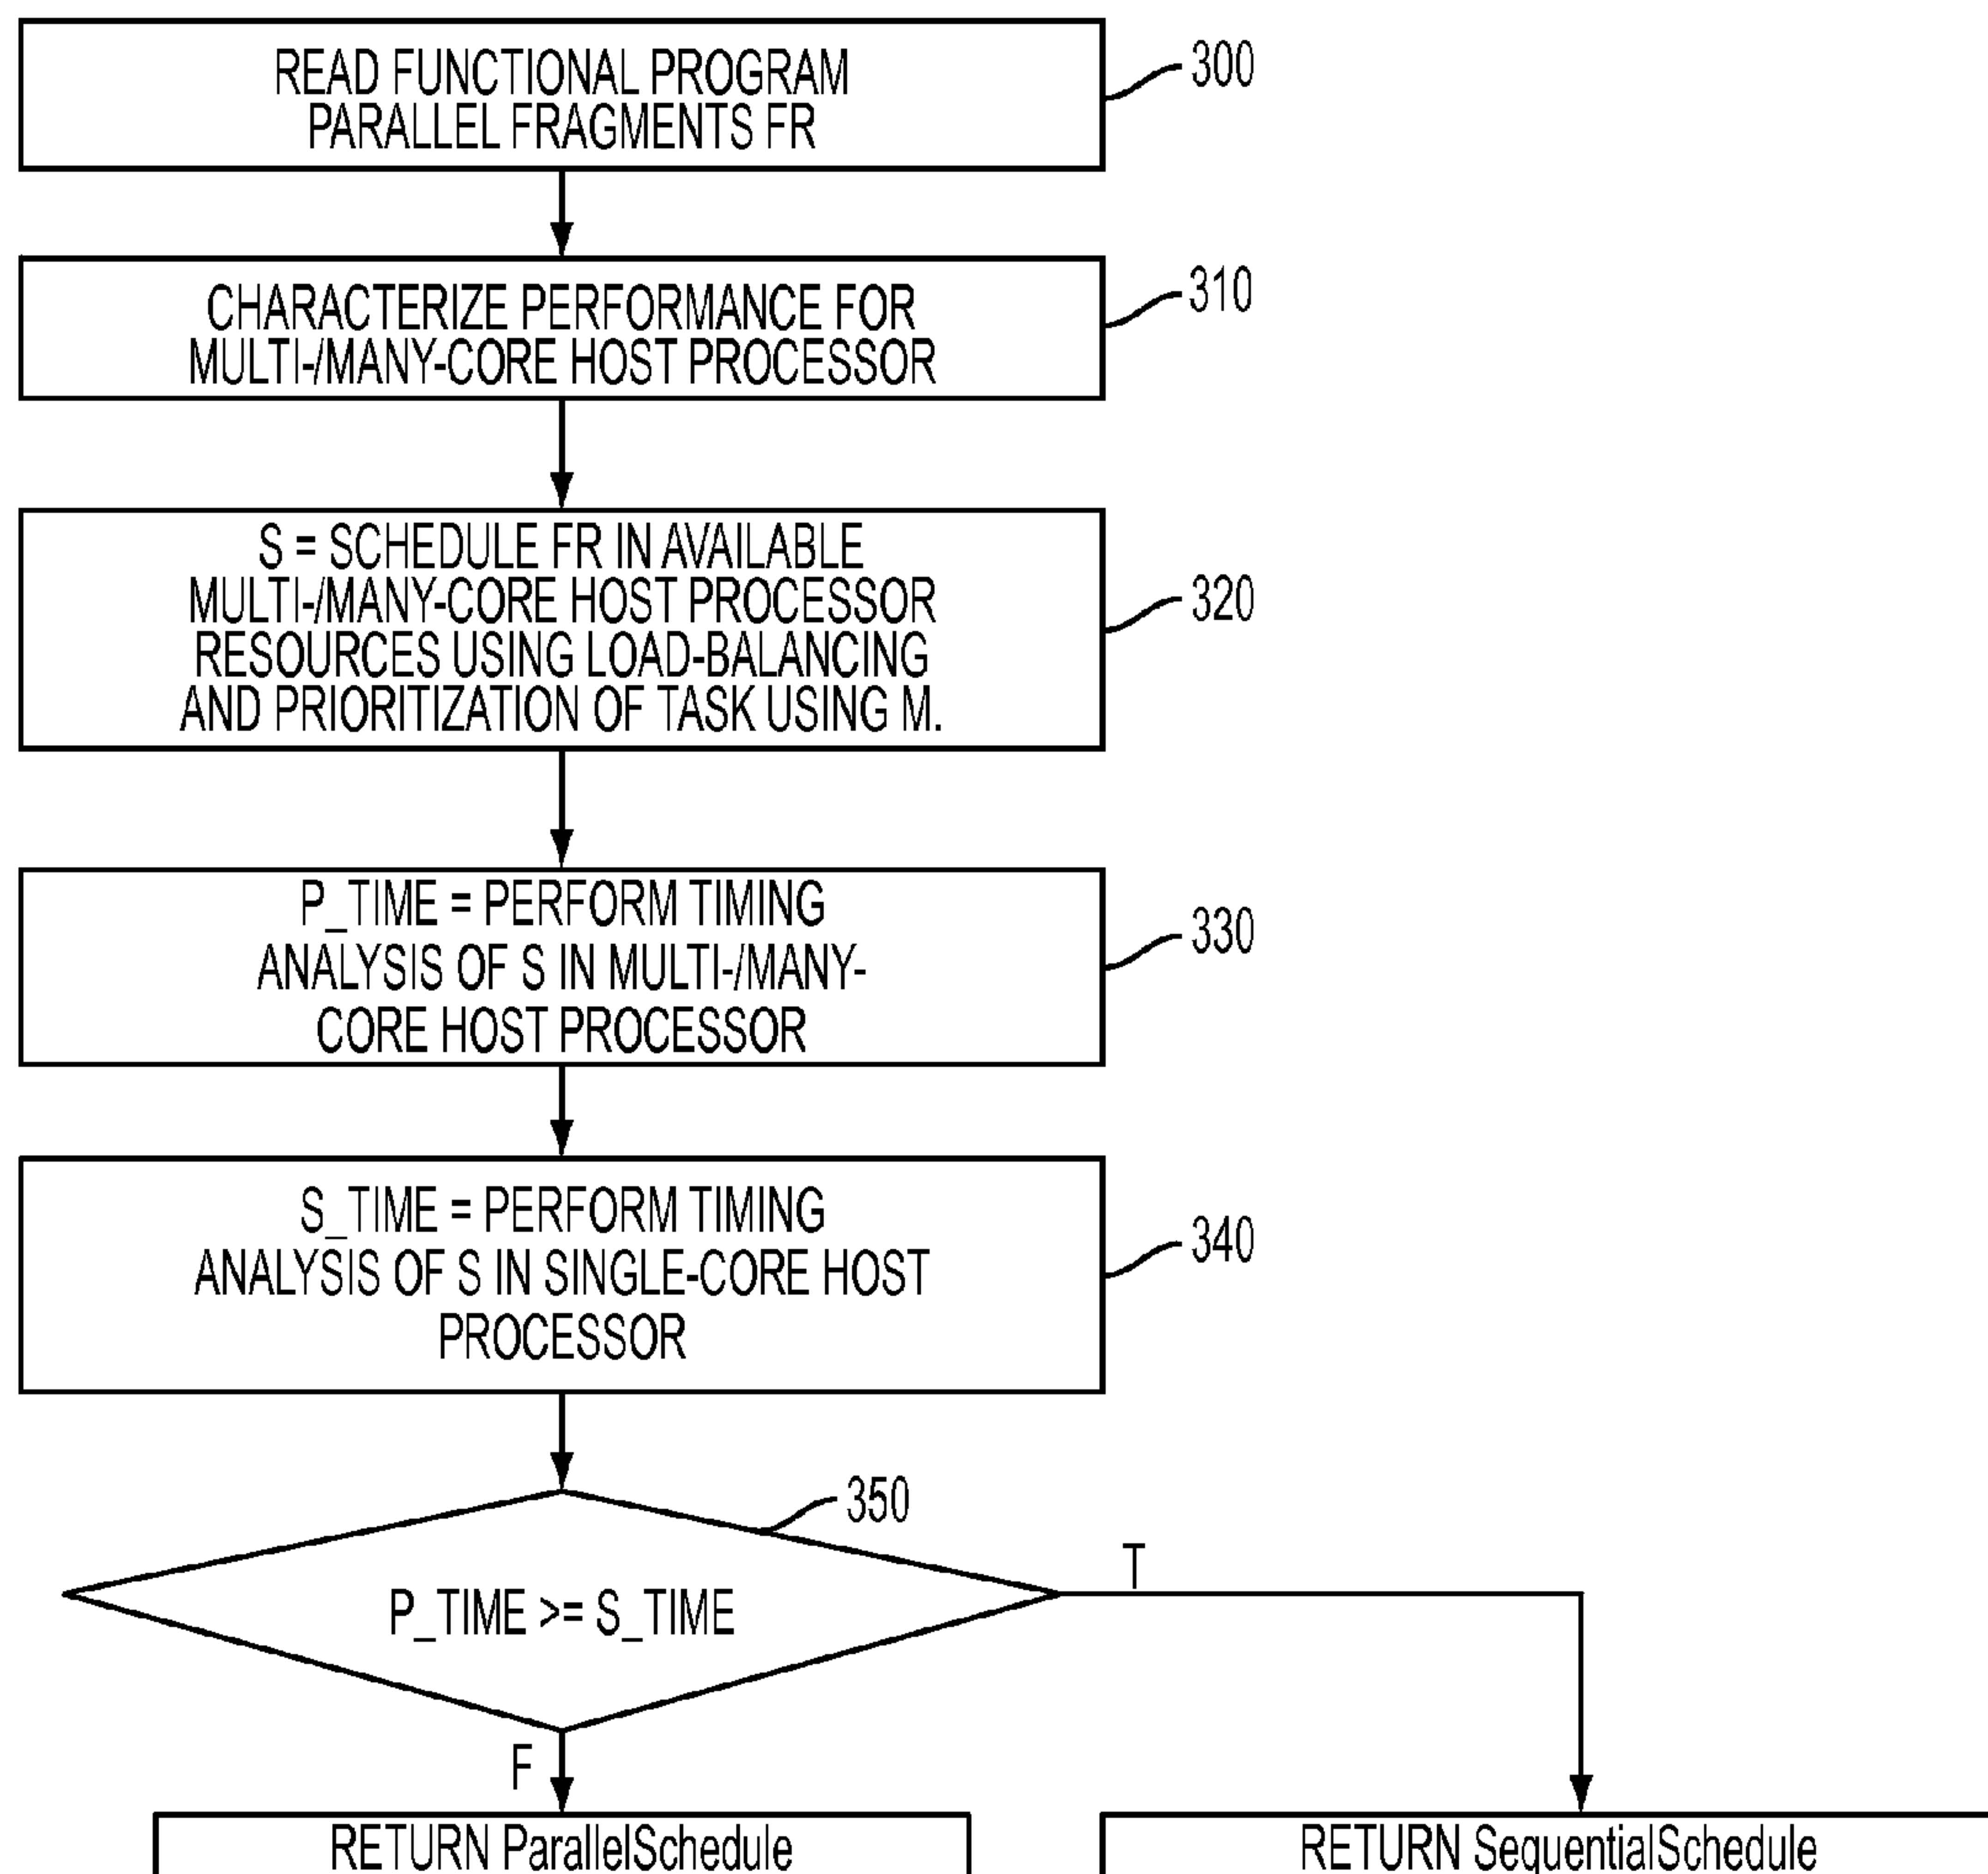 READ FUNCTIONAL PROGRAM
PARALLEL FRAGMENTS FR
300
CHARACTERIZE PERFORMANCE FOR
MULTI-/MANY-CORE HOST PROCESSOR
310
S = SCHEDULE FR IN AVAILABLE
MULTI-/MANY-CORE HOST PROCESSOR
RESOURCES USING LOAD-BALANCING
AND PRIORITIZATION OF TASK USING M.
320
P_TIME = PERFORM TIMING
ANALYSIS OF S IN MULTI-/MANY-
CORE HOST PROCESSOR
330
S_TIME = PERFORM TIMING
ANALYSIS OF S IN SINGLE-CORE HOST
PROCESSOR
340
350
P_TIME >= S_TIME
T
F
RETURN ParallelSchedule
RETURN SequentialSchedule